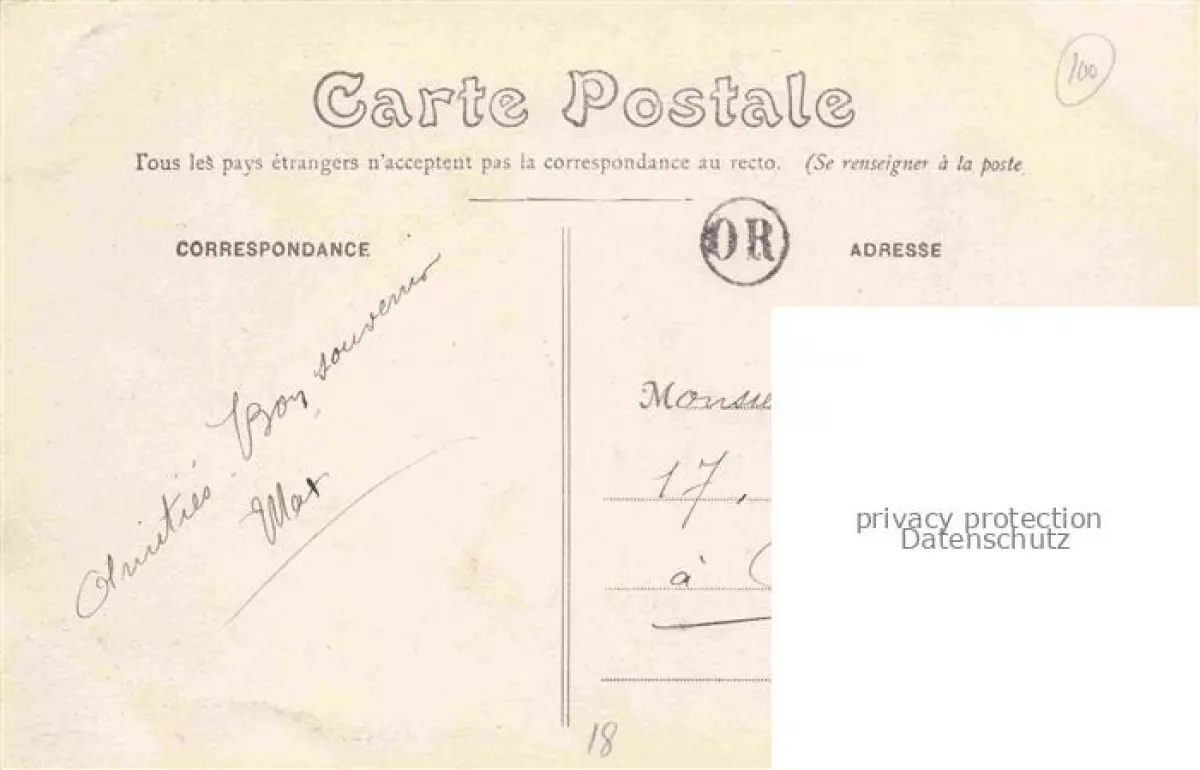 Carte Postale
100
Tous les pays étrangers n'acceptent pas la correspondance au recto. (Se renseigner à la poste
CORRESPONDANCE
OR
ADRESSE
Amitiés. Bon souvenir
Max
Monsie
17,
à
privacy protection
Datenschutz
18